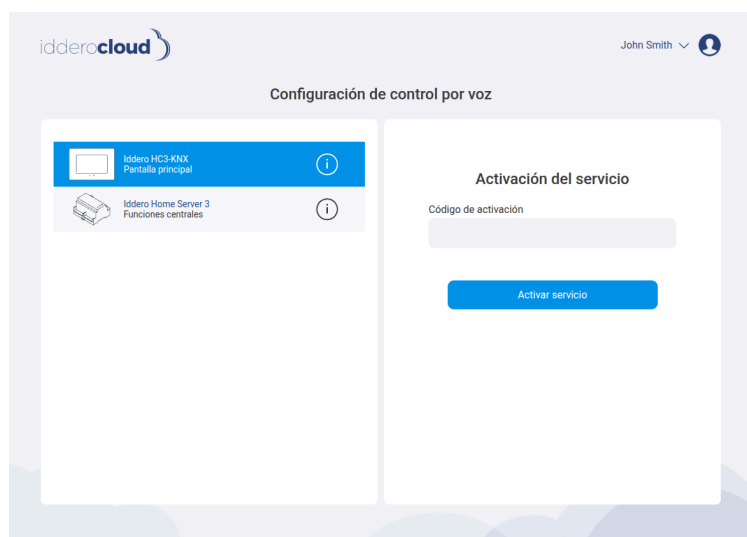 idderocloud
John Smith
Configuración de control por voz
Iddero HC3-KNX
Pantalla principal
Iddero Home Server 3
Funciones centrales
Activación del servicio
Código de activación
Activar servicio